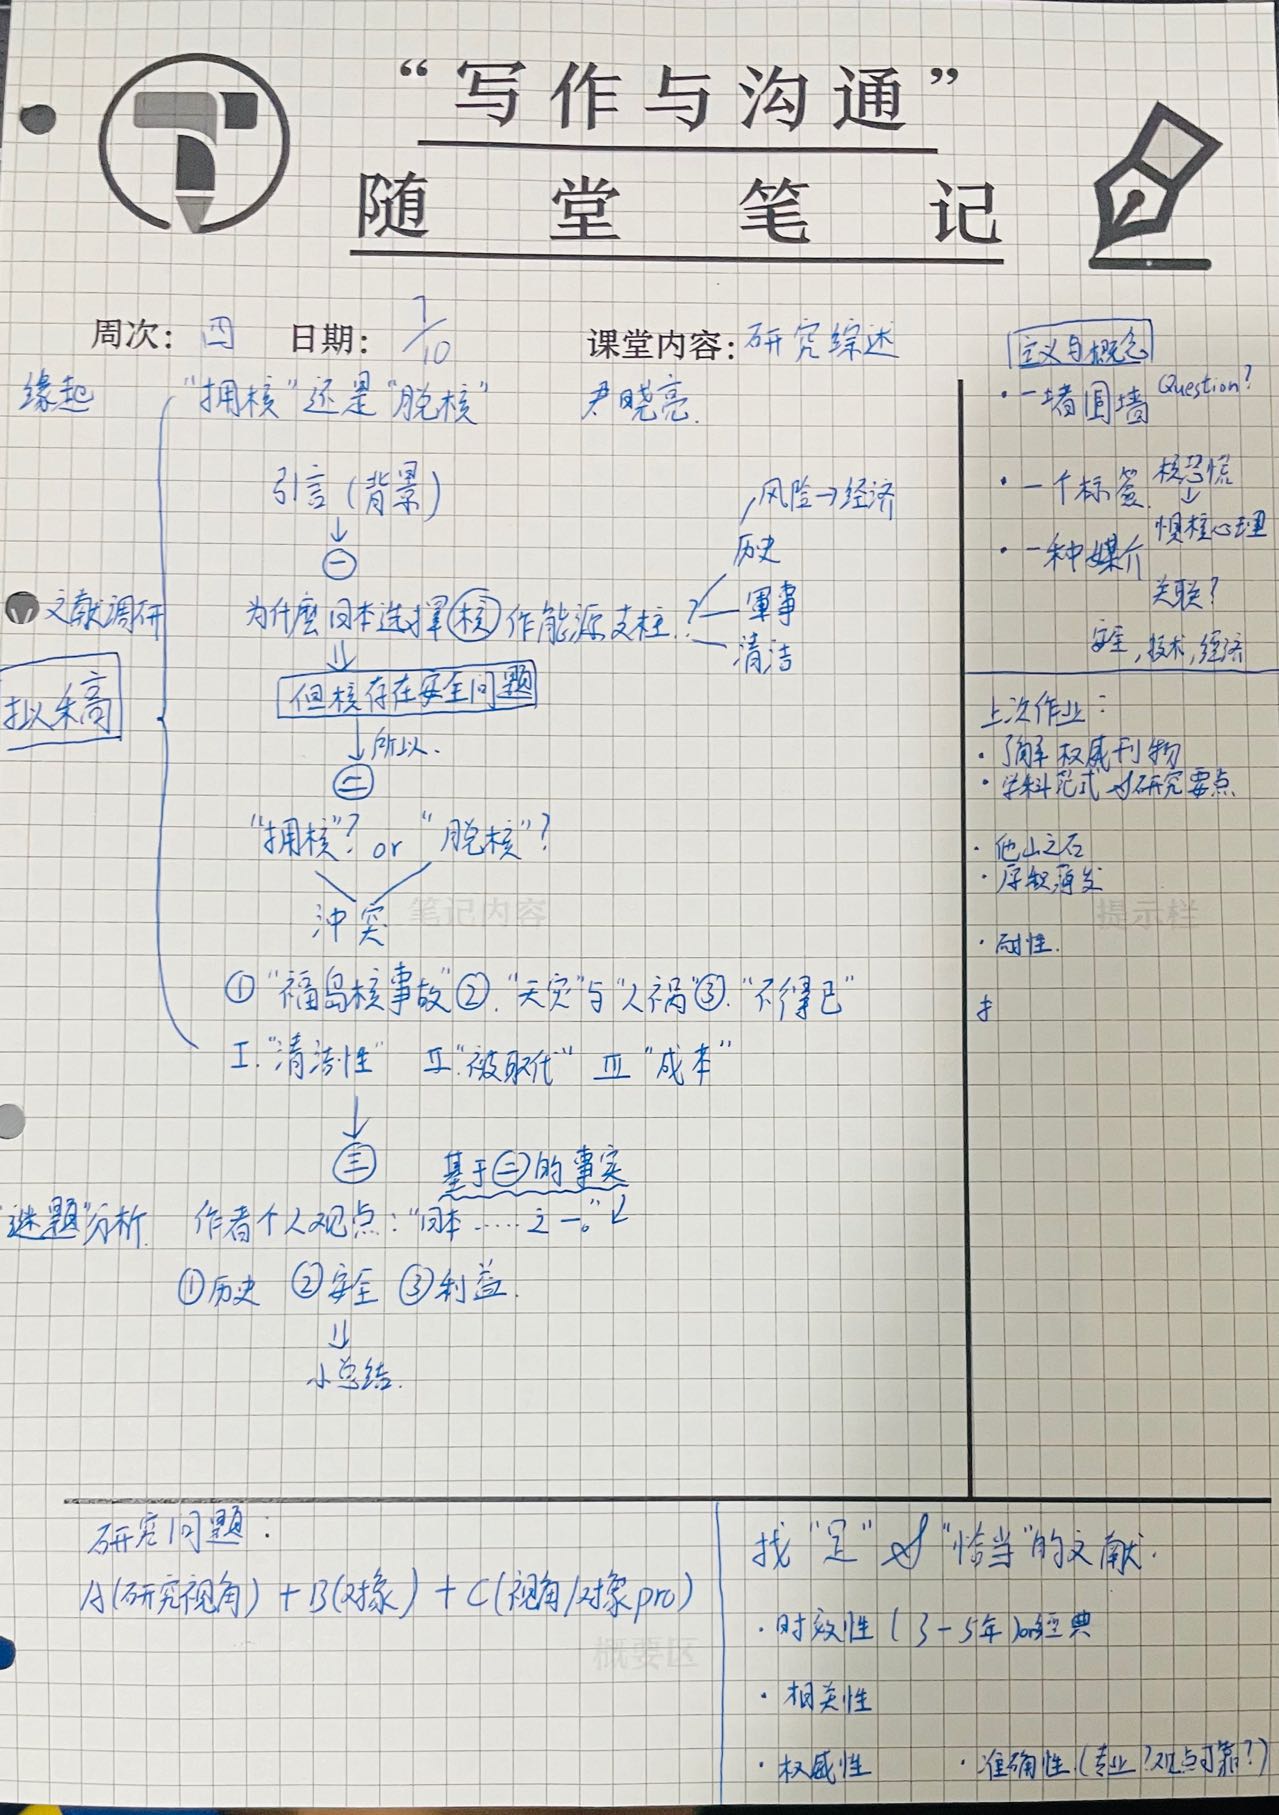 “写作与沟通”
随堂笔记
周次：四 日期：7/10 课堂内容：研究综述
缘起 “拥核”还是“脱核” 尹晓亮.
引言（背景）
↓
㊀
文献调研 为什麼日本选择核作能源支柱？
风险→经济
历史
軍事
清洁
拟稿
但核存在安全问题
↓所以.
㊁
“拥核”？or “脱核”？
冲突
笔记内容
①“福岛核事故”②.“天灾”与“人祸”③.“不得已”
I.“清洁性” II.“被取代” III “成本”
↓
㊂ 基于㊁的事实
“谜题”分析. 作者个人观点：“日本……之一。”
①历史 ②安全 ③利益.
小总结.
定义与概念
·一堵围墙 Question?
·一个标签 核恐慌
↓
·一种媒介 惧核心理
关联？
安全，技术，经济
上次作业：
·了解权威刊物
·学科范式&研究要点
·他山之石
·厚积薄发
提示栏
·耐性.
研究问题：
A(研究视角) + B(对象) + C(视角/对象pro)
概要区
找“足”&“恰当”的文献.
·时效性（3-5年)or经典
·相关性
·权威性 ·准确性(专业？观点可靠？)